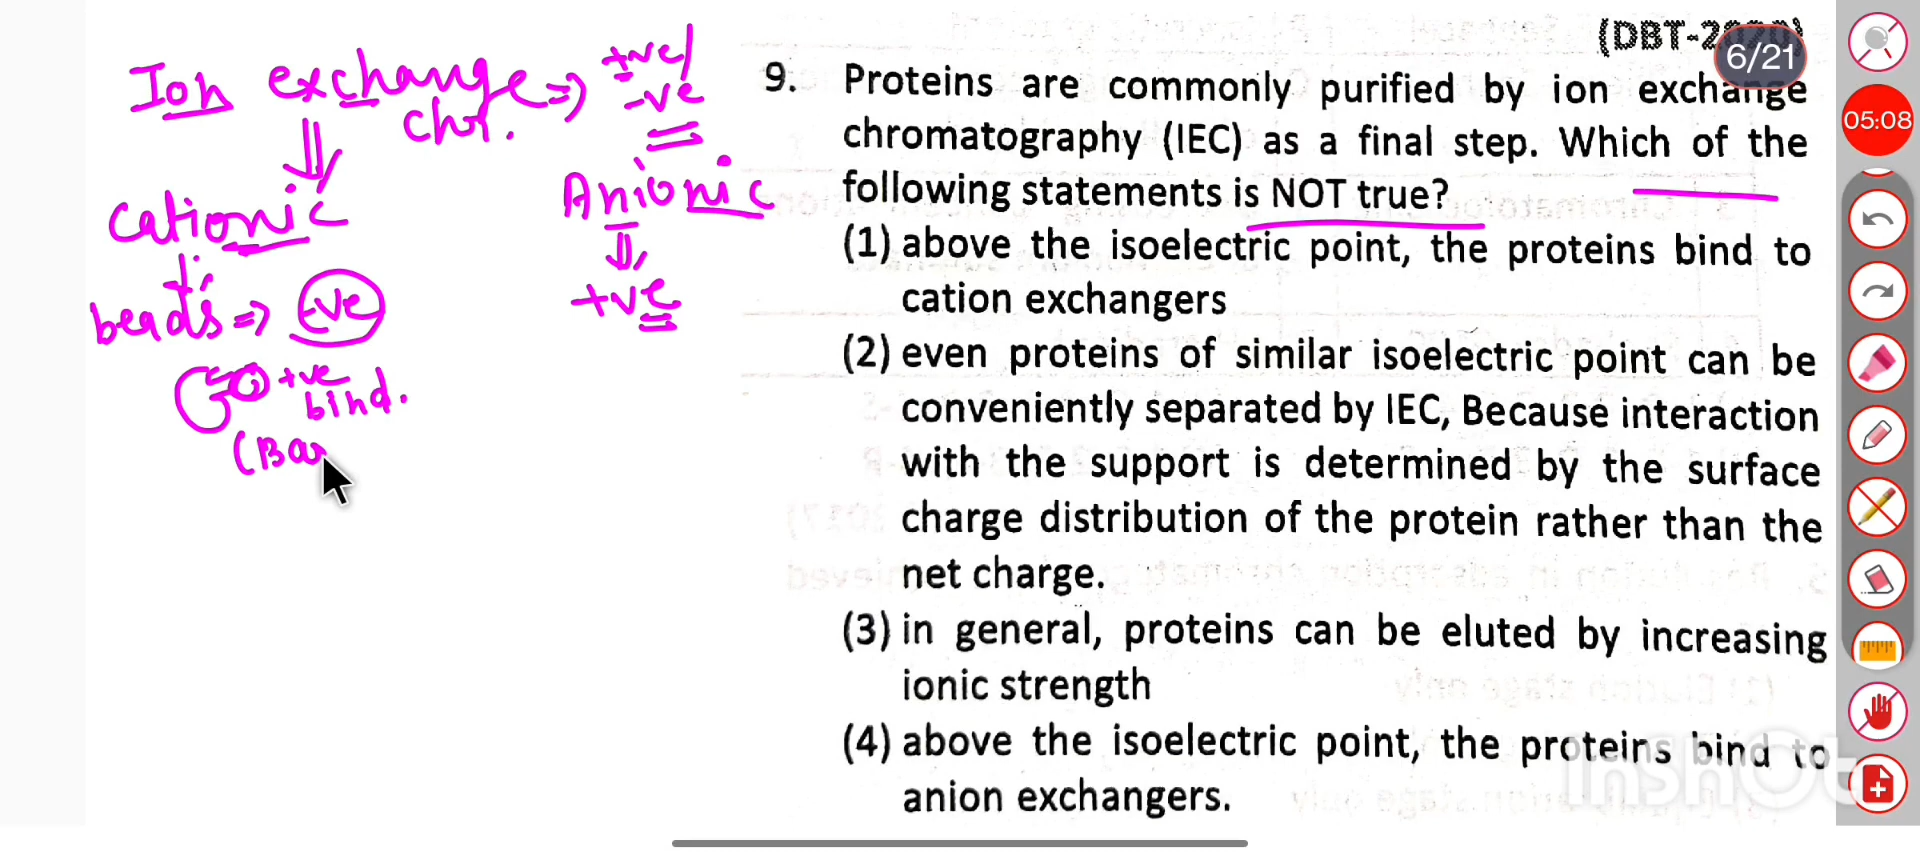 (DBT-2020)
6/21
05:08
Ion exchange => +ve/
-ve
chr.
Cationic
Anionic
+ve
beads => -ve
+ve
bind.
(Bas
9. Proteins are commonly purified by ion exchange
chromatography (IEC) as a final step. Which of the
following statements is NOT true?
(1) above the isoelectric point, the proteins bind to
cation exchangers
(2) even proteins of similar isoelectric point can be
conveniently separated by IEC, Because interaction
with the support is determined by the surface
charge distribution of the protein rather than the
net charge.
(3) in general, proteins can be eluted by increasing
ionic strength
(4) above the isoelectric point, the proteins bind to
anion exchangers.
InShOt